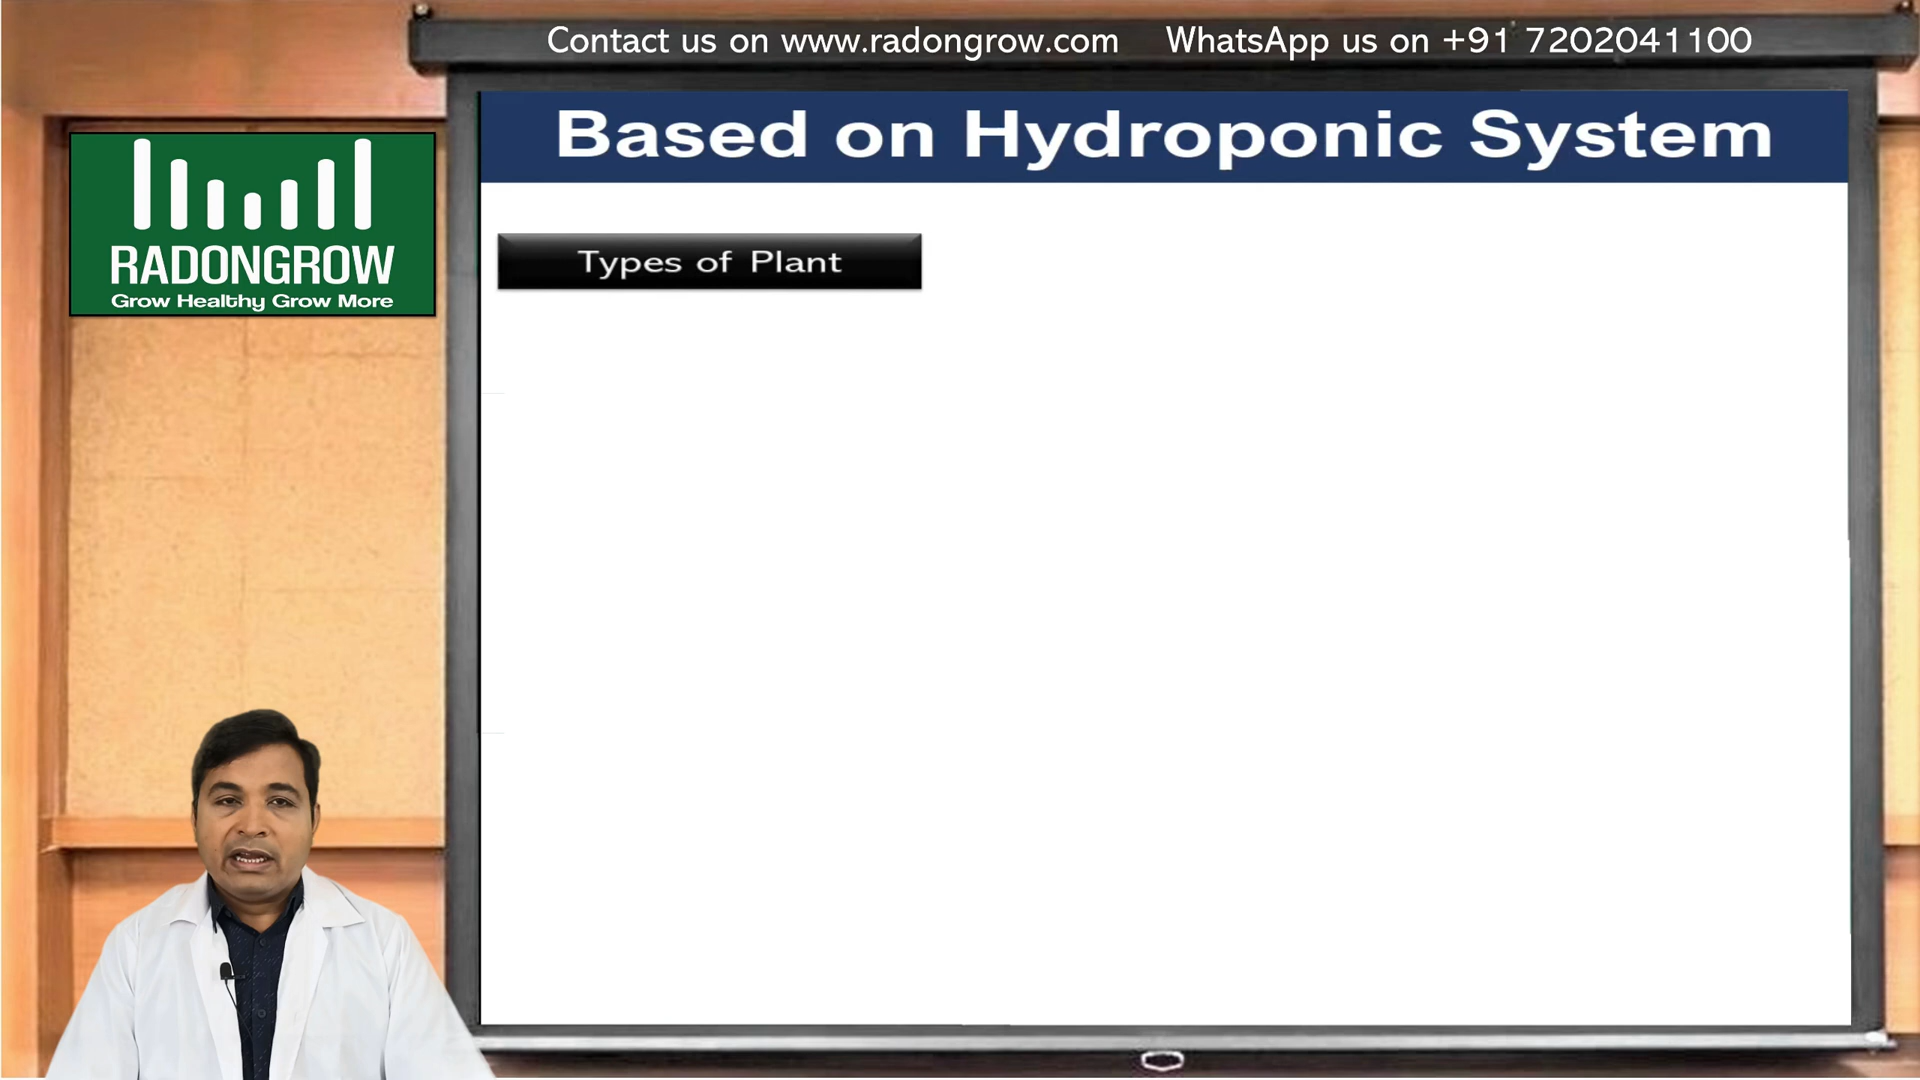 Contact us on www.radongrow.com WhatsApp us on +91 7202041100
Based on Hydroponic System
RADONGROW
Grow Healthy Grow More
Types of Plant